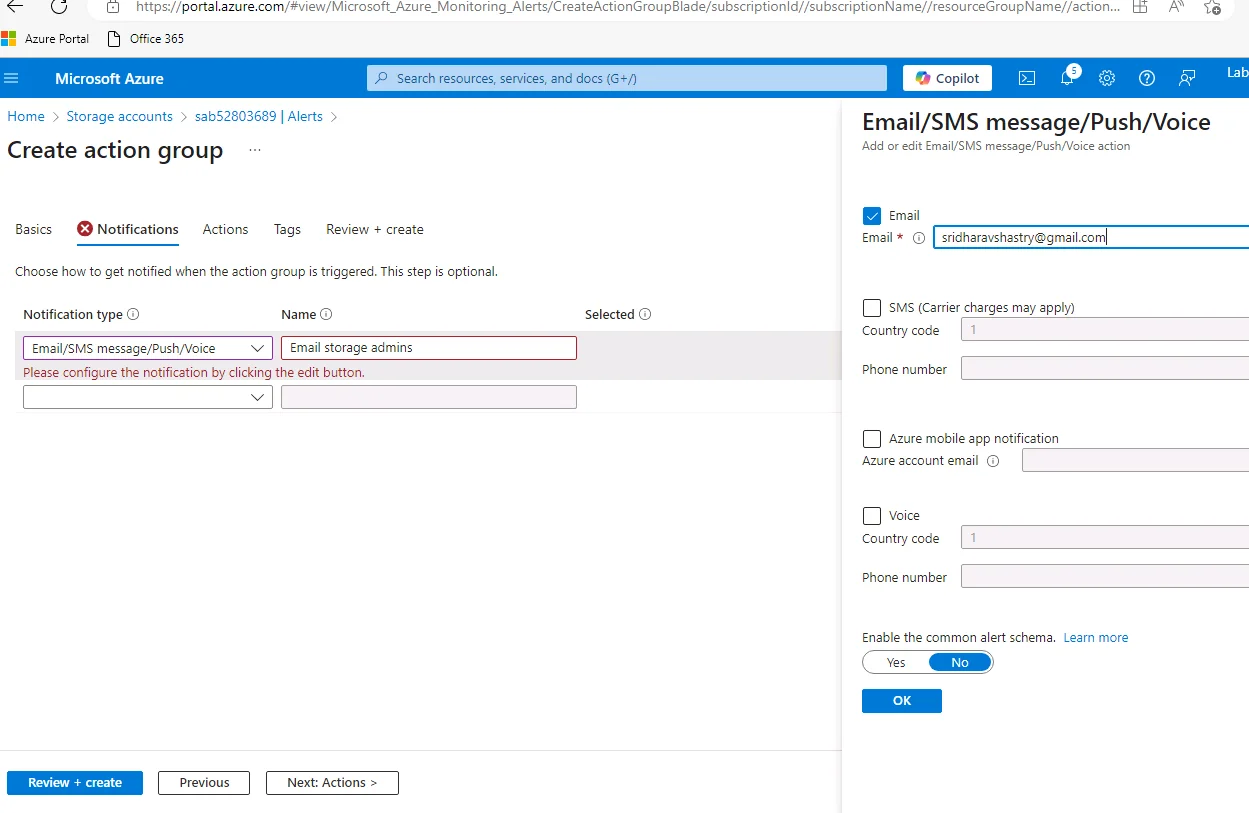 https://portal.azure.com/#view/Microsoft_Azure_Monitoring_Alerts/CreateActionGroupBlade/subscriptionId//subscriptionName//resourceGroupName//action...
Azure Portal Office 365
Microsoft Azure Search resources, services, and docs (G+/) Copilot 5 Lab
Home > Storage accounts > sab52803689 | Alerts >
Create action group ...
Basics Notifications Actions Tags Review + create
Choose how to get notified when the action group is triggered. This step is optional.
Notification type Name Selected
Email/SMS message/Push/Voice Email storage admins
Please configure the notification by clicking the edit button.
Review + create Previous Next: Actions >
Email/SMS message/Push/Voice
Add or edit Email/SMS message/Push/Voice action
Email
Email * sridharavshastry@gmail.com
SMS (Carrier charges may apply)
Country code 1
Phone number
Azure mobile app notification
Azure account email
Voice
Country code 1
Phone number
Enable the common alert schema. Learn more
Yes No
OK